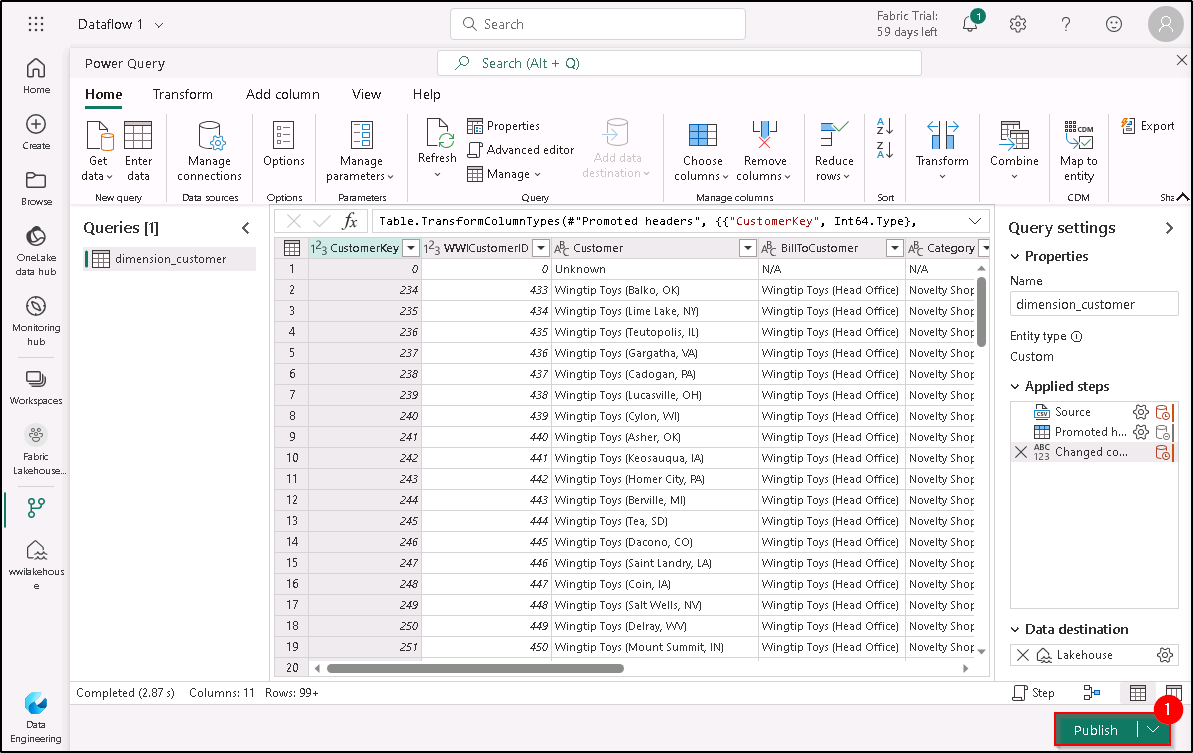 Dataflow 1
Search
Fabric Trial:
59 days left
1
Home
Create
Browse
OneLake
data hub
Monitoring
hub
Workspaces
Fabric
Lakehouse...
wwilakehous
e
Data
Engineering
Power Query
Search (Alt + Q)
Home
Transform
Add column
View
Help
Get
data
Enter
data
New query
Manage
connections
Data sources
Options
Options
Manage
parameters
Parameters
Refresh
Properties
Advanced editor
Manage
Add data
destination
Query
Choose
columns
Remove
columns
Manage columns
Reduce
rows
Sort
Transform
Combine
CDM
Map to
entity
CDM
Export
Sha
Queries [1]
dimension_customer
fx
Table.TransformColumnTypes(#"Promoted headers", {{"CustomerKey", Int64.Type},
123 CustomerKey 123 WWICustomerID ABC Customer ABC BillToCustomer ABC Category
1 0 0 Unknown N/A N/A
2 234 433 Wingtip Toys (Balko, OK) Wingtip Toys (Head Office) Novelty Shop
3 235 434 Wingtip Toys (Lime Lake, NY) Wingtip Toys (Head Office) Novelty Shop
4 236 435 Wingtip Toys (Teutopolis, IL) Wingtip Toys (Head Office) Novelty Shop
5 237 436 Wingtip Toys (Gargatha, VA) Wingtip Toys (Head Office) Novelty Shop
6 238 437 Wingtip Toys (Cadogan, PA) Wingtip Toys (Head Office) Novelty Shop
7 239 438 Wingtip Toys (Lucasville, OH) Wingtip Toys (Head Office) Novelty Shop
8 240 439 Wingtip Toys (Cylon, WI) Wingtip Toys (Head Office) Novelty Shop
9 241 440 Wingtip Toys (Asher, OK) Wingtip Toys (Head Office) Novelty Shop
10 242 441 Wingtip Toys (Keosauqua, IA) Wingtip Toys (Head Office) Novelty Shop
11 243 442 Wingtip Toys (Homer City, PA) Wingtip Toys (Head Office) Novelty Shop
12 244 443 Wingtip Toys (Berville, MI) Wingtip Toys (Head Office) Novelty Shop
13 245 444 Wingtip Toys (Tea, SD) Wingtip Toys (Head Office) Novelty Shop
14 246 445 Wingtip Toys (Dacono, CO) Wingtip Toys (Head Office) Novelty Shop
15 247 446 Wingtip Toys (Saint Landry, LA) Wingtip Toys (Head Office) Novelty Shop
16 248 447 Wingtip Toys (Coin, IA) Wingtip Toys (Head Office) Novelty Shop
17 249 448 Wingtip Toys (Salt Wells, NV) Wingtip Toys (Head Office) Novelty Shop
18 250 449 Wingtip Toys (Delray, WV) Wingtip Toys (Head Office) Novelty Shop
19 251 450 Wingtip Toys (Mount Summit, IN) Wingtip Toys (Head Office) Novelty Shop
20
Query settings
Properties
Name
dimension_customer
Entity type
Custom
Applied steps
CSV Source
Promoted h...
ABC
123 Changed co...
Data destination
Lakehouse
Completed (2.87 s) Columns: 11 Rows: 99+
Step
1
Publish